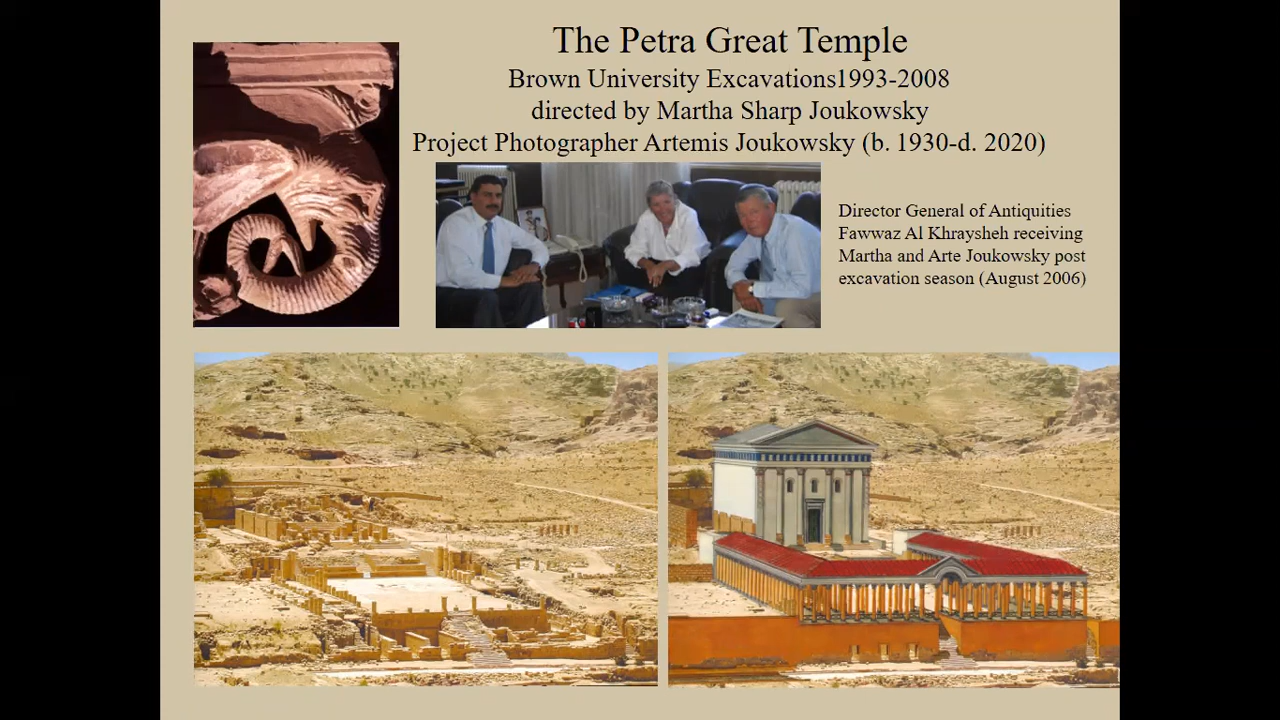 The Petra Great Temple
Brown University Excavations1993-2008
directed by Martha Sharp Joukowsky
Project Photographer Artemis Joukowsky (b. 1930-d. 2020)
Director General of Antiquities
Fawwaz Al Khraysheh receiving
Martha and Arte Joukowsky post
excavation season (August 2006)